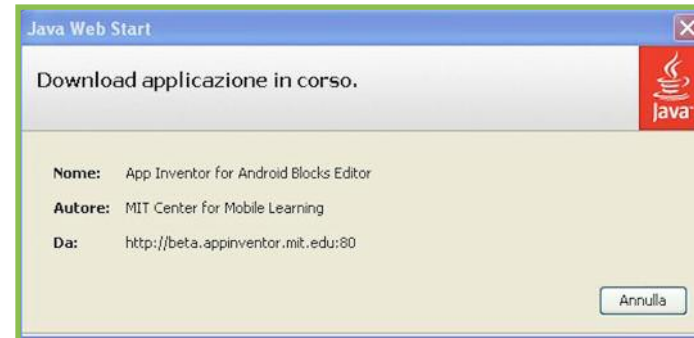 Java Web Start
Download applicazione in corso.
Java
Nome: App Inventor for Android Blocks Editor
Autore: MIT Center for Mobile Learning
Da: http://beta.appinventor.mit.edu:80
Annulla